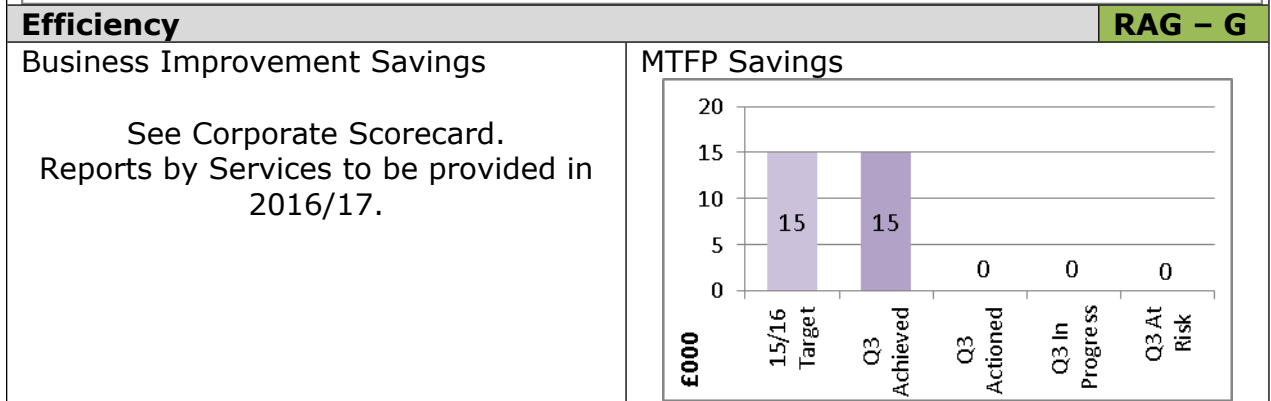 Efficiency RAG – G
Business Improvement Savings
See Corporate Scorecard.
Reports by Services to be provided in
2016/17.
MTFP Savings
20
15
10
5
0
15
15
0
0
0
£000
15/16
Target
Q3
Achieved
Q3
Actioned
Q3 In
Progress
Q3 At
Risk